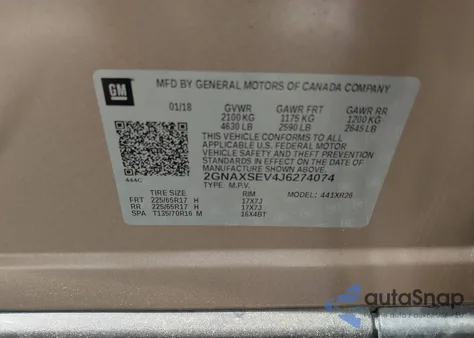 GM
MFD BY GENERAL MOTORS OF CANADA COMPANY
01/18 GVWR GAWR FRT GAWR RR
2100 KG 1175 KG 1200 KG
4630 LB 2590 LB 2645 LB
THIS VEHICLE CONFORMS TO ALL
APPLICABLE U.S. FEDERAL MOTOR
VEHICLE SAFETY AND THEFT PREVENTION
STANDARDS IN EFFECT ON THE DATE OF
MANUFACTURE SHOWN ABOVE.
2GNAXSEV4J6274074
444C
TYPE: M.P.V. MODEL: 441XR26
TIRE SIZE RIM
FRT 225/65R17 H 17X7J
RR 225/65R17 H 17X7J
SPA T135/70R16 M 16X4BT
autoSnap